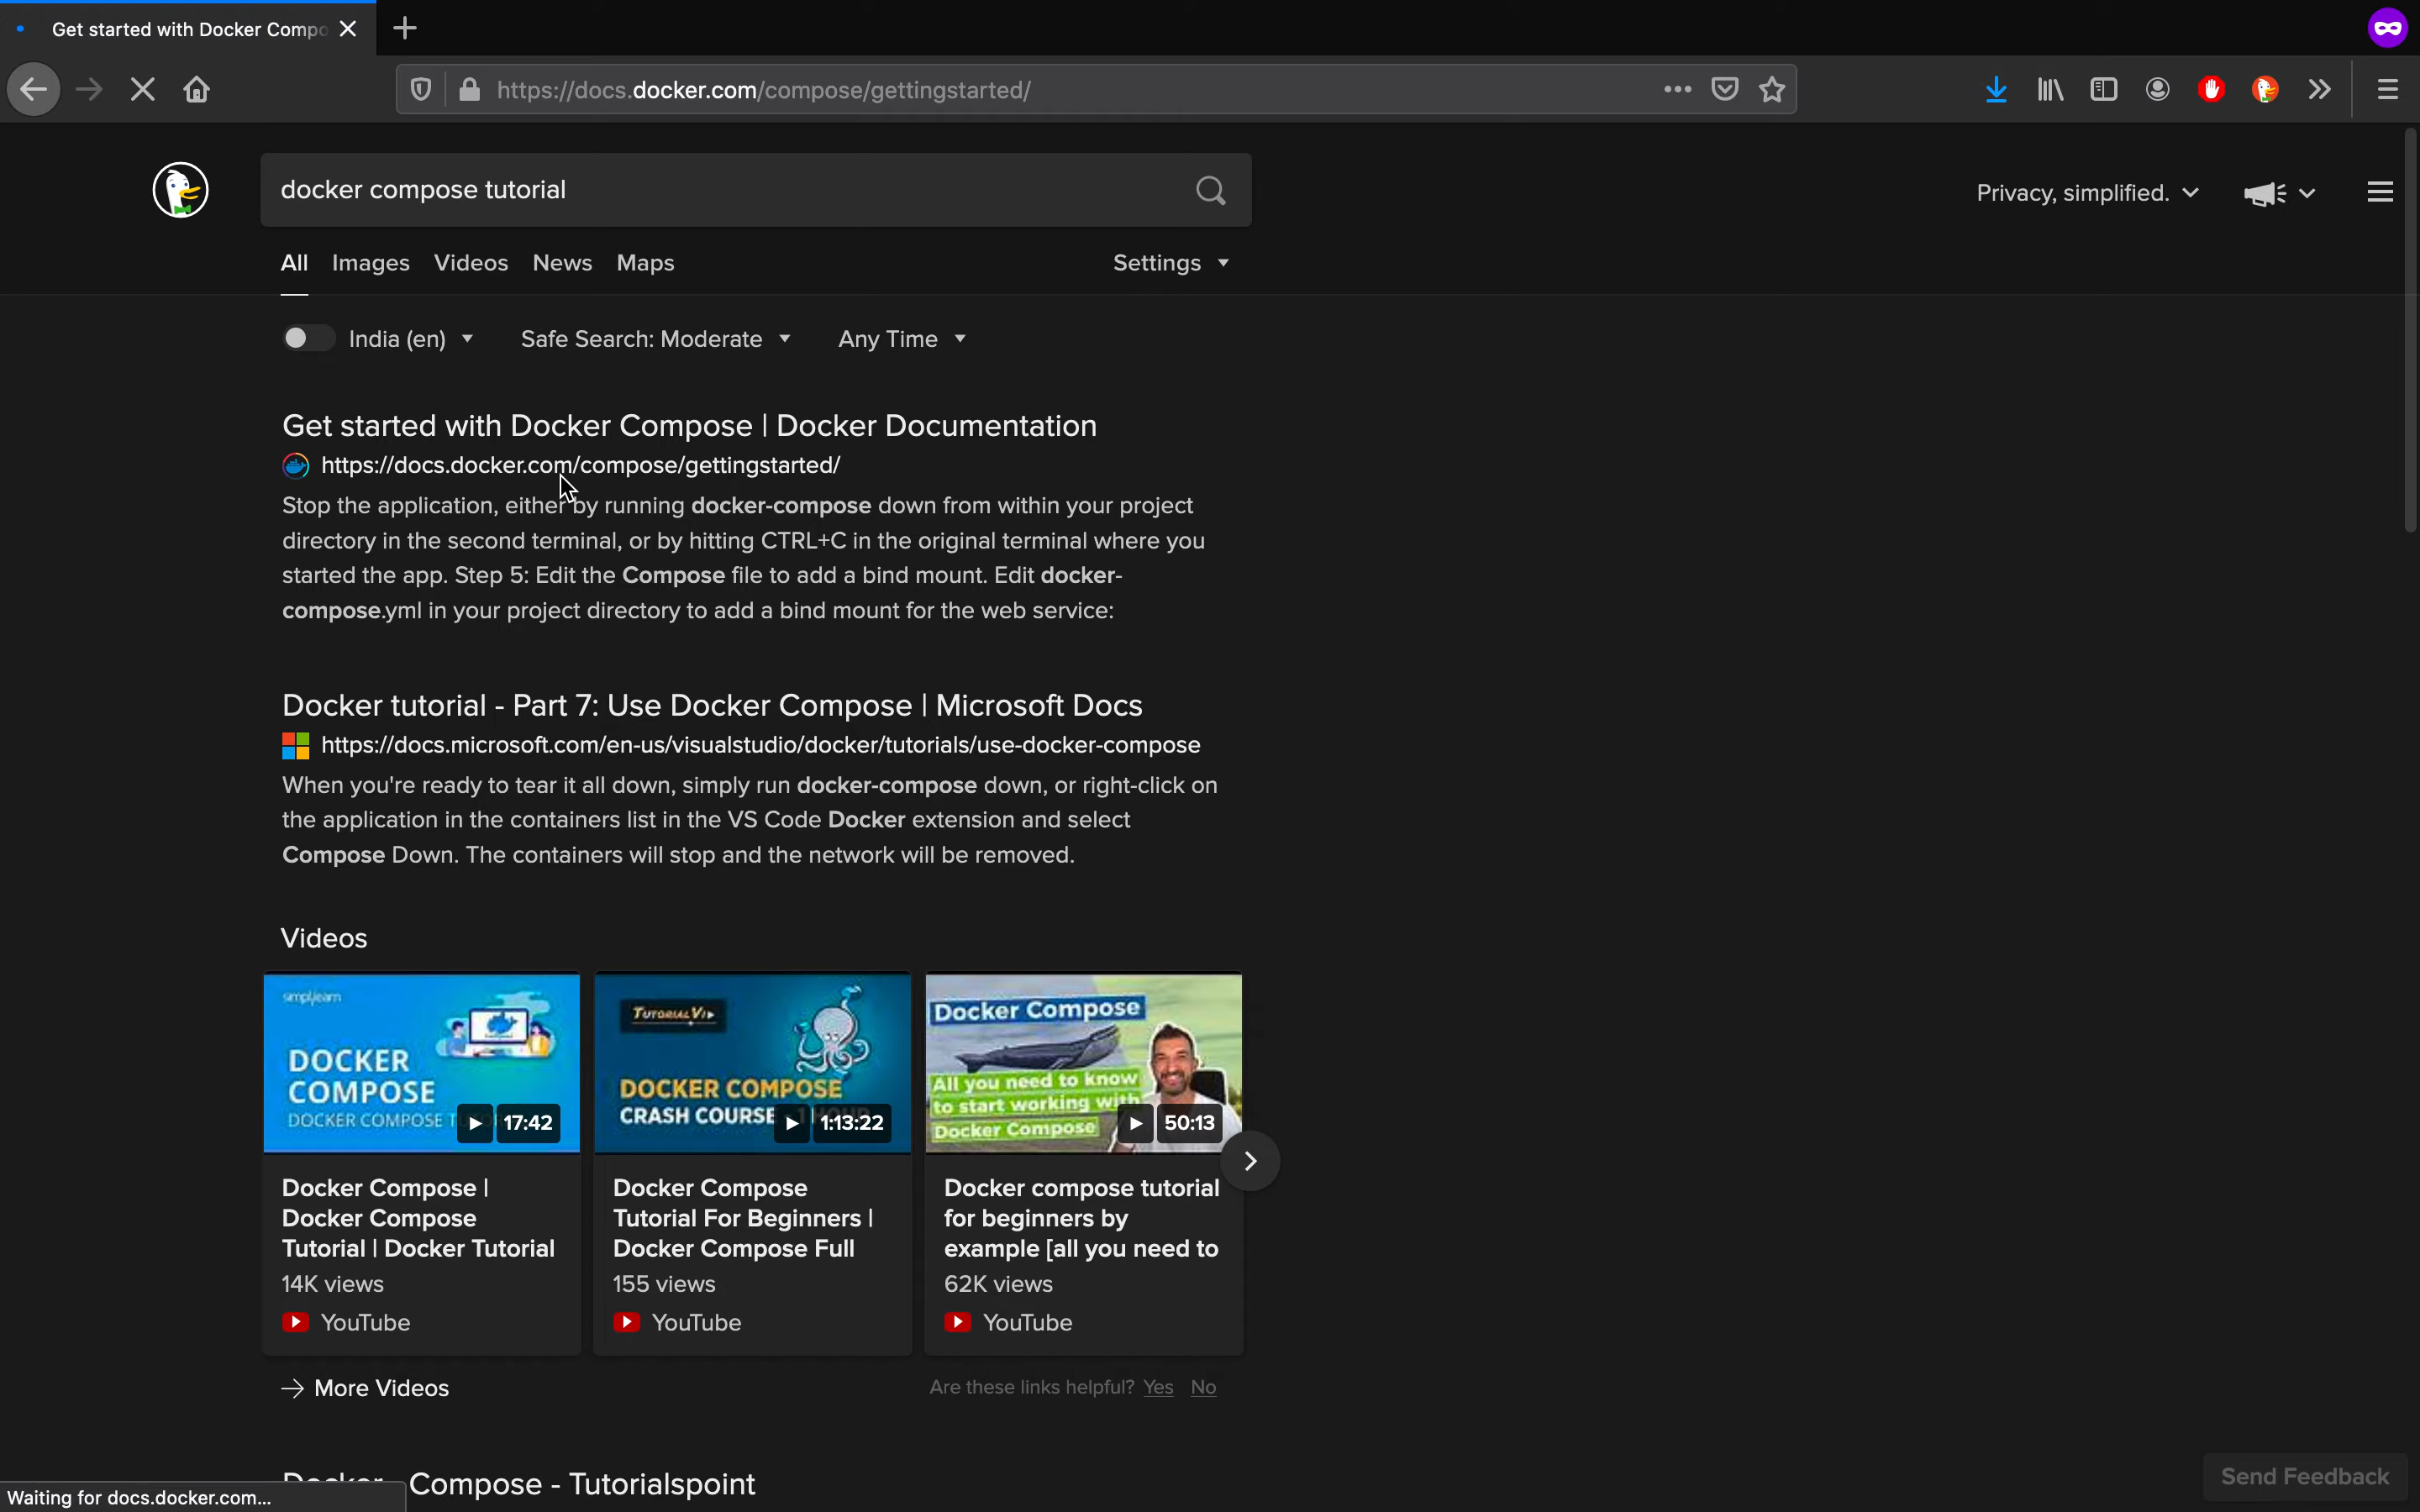 Get started with Docker Compo
https://docs.docker.com/compose/gettingstarted/
docker compose tutorial
Privacy, simplified.
All Images Videos News Maps Settings
India (en) Safe Search: Moderate Any Time
Get started with Docker Compose | Docker Documentation
https://docs.docker.com/compose/gettingstarted/
Stop the application, either by running docker-compose down from within your project
directory in the second terminal, or by hitting CTRL+C in the original terminal where you
started the app. Step 5: Edit the Compose file to add a bind mount. Edit docker-
compose.yml in your project directory to add a bind mount for the web service:
Docker tutorial - Part 7: Use Docker Compose | Microsoft Docs
https://docs.microsoft.com/en-us/visualstudio/docker/tutorials/use-docker-compose
When you're ready to tear it all down, simply run docker-compose down, or right-click on
the application in the containers list in the VS Code Docker extension and select
Compose Down. The containers will stop and the network will be removed.
Videos
simplilearn
DOCKER
COMPOSE
DOCKER COMPOSE
17:42
Docker Compose |
Docker Compose
Tutorial | Docker Tutorial
14K views
YouTube
DOCKER COMPOSE
CRASH COURSE - 1 HOUR
1:13:22
Docker Compose
Tutorial For Beginners |
Docker Compose Full
155 views
YouTube
Docker Compose
All you need to know
to start working with
Docker Compose
50:13
Docker compose tutorial
for beginners by
example [all you need to
62K views
YouTube
More Videos
Are these links helpful? Yes No
Docker - Compose - Tutorialspoint
Send Feedback
Waiting for docs.docker.com...